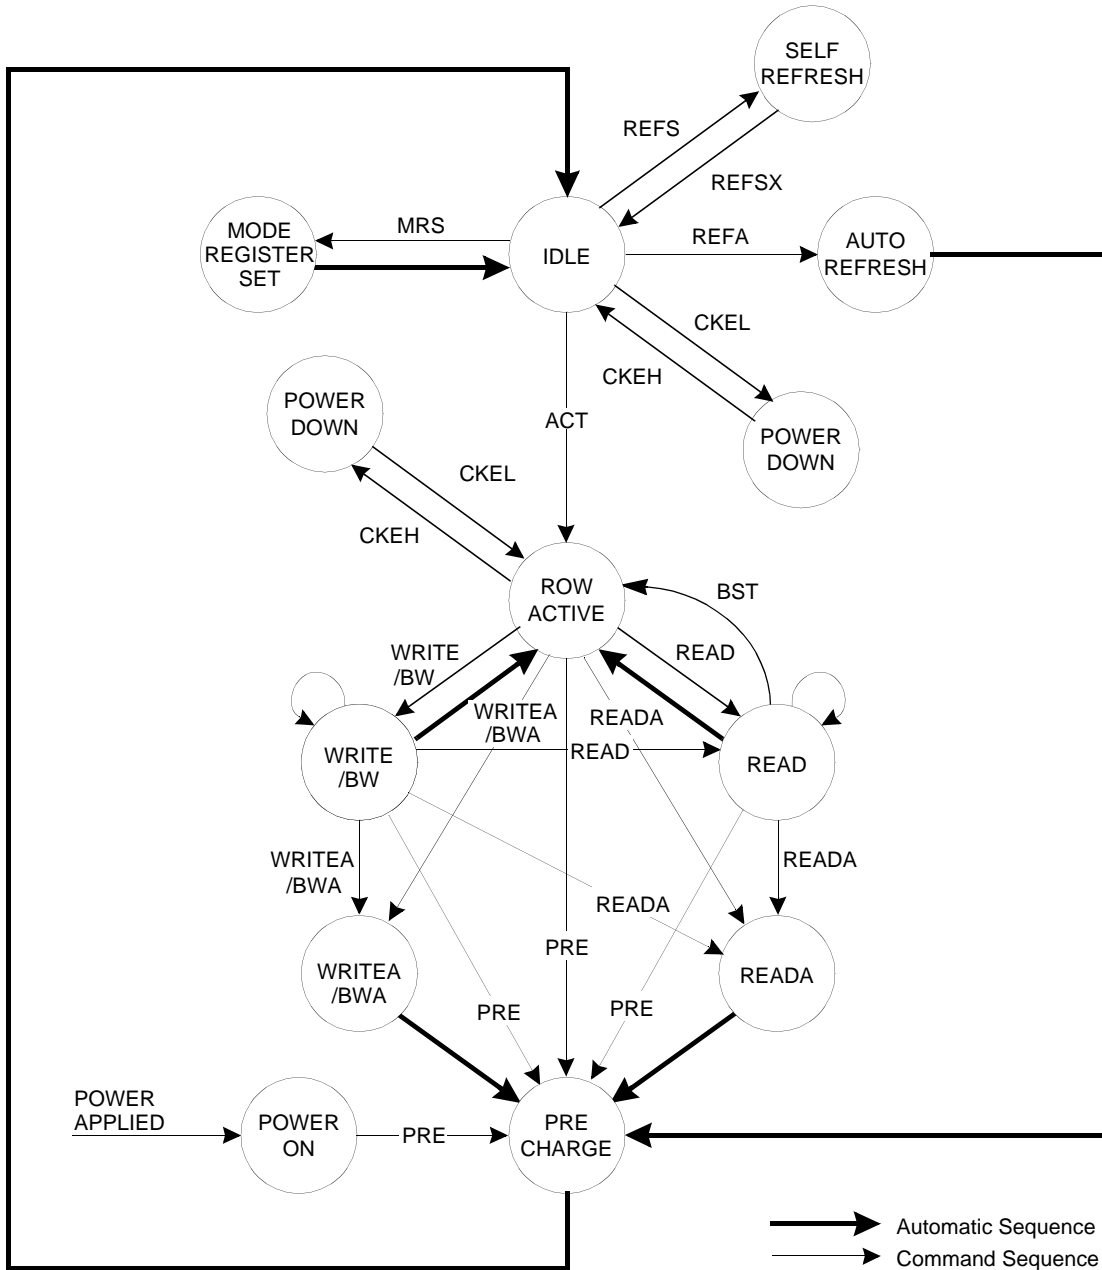 SELF
REFRESH
REFS
REFSX
MRS
MODE
REGISTER
SET
IDLE
REFA
AUTO
REFRESH
CKEL
CKEH
POWER
DOWN
ACT
POWER
DOWN
CKEL
CKEH
ROW
ACTIVE
BST
WRITE
/BW
READ
WRITEA
/BWA
READA
WRITE
/BW
READ
READ
WRITEA
/BWA
READA
READA
WRITEA
/BWA
PRE
READA
PRE
PRE
POWER
APPLIED
POWER
ON
PRE
PRE
CHARGE
Automatic Sequence
Command Sequence